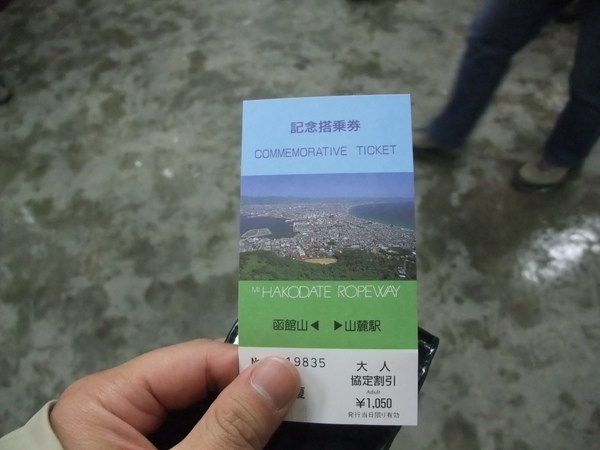 記念搭乗券
COMMEMORATIVE TICKET
Mt. HAKODATE ROPEWAY
函館山◀ ▶山麓駅
19835
大人
協定割引
Adult
¥1,050
発行当日限り有効